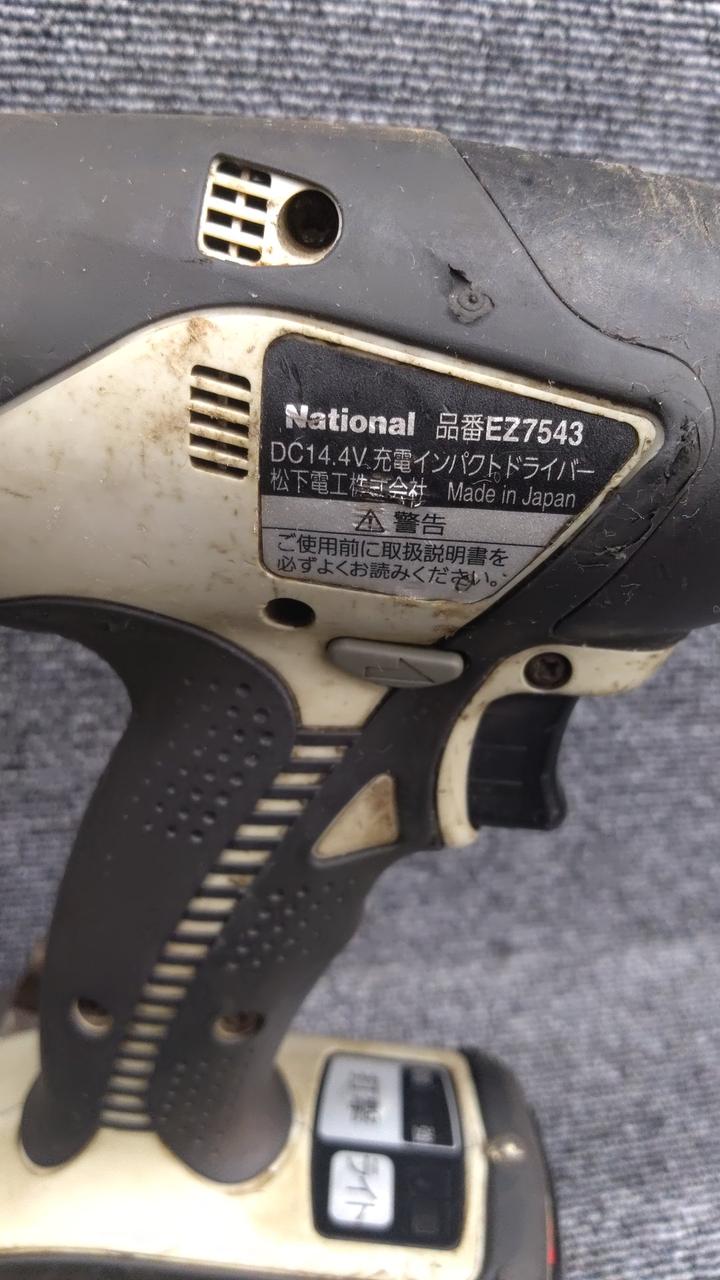 National 品番EZ7543
DC14.4V 充電インパクトドライバー
松下電工株式会社 Made in Japan
⚠ 警告
ご使用前に取扱説明書を
必ずよくお読みください。
打撃
ライト